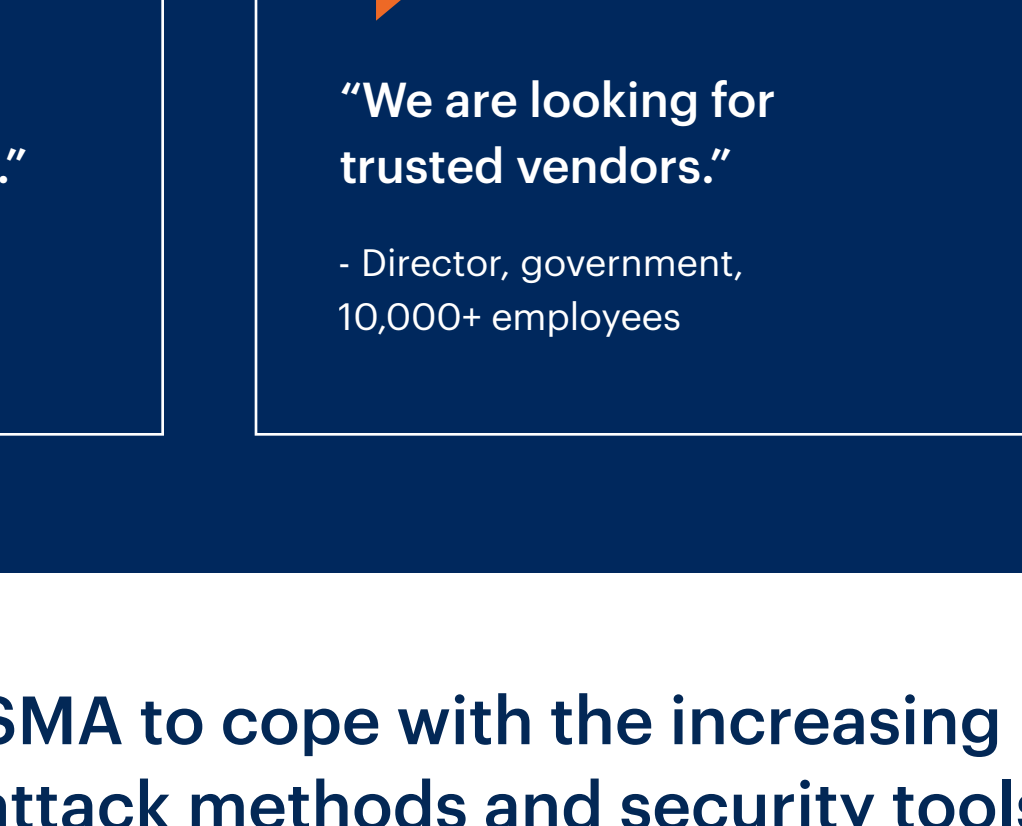 .”
“We are looking for
trusted vendors.”
- Director, government,
10,000+ employees
SMA to cope with the increasing
attack methods and security tools